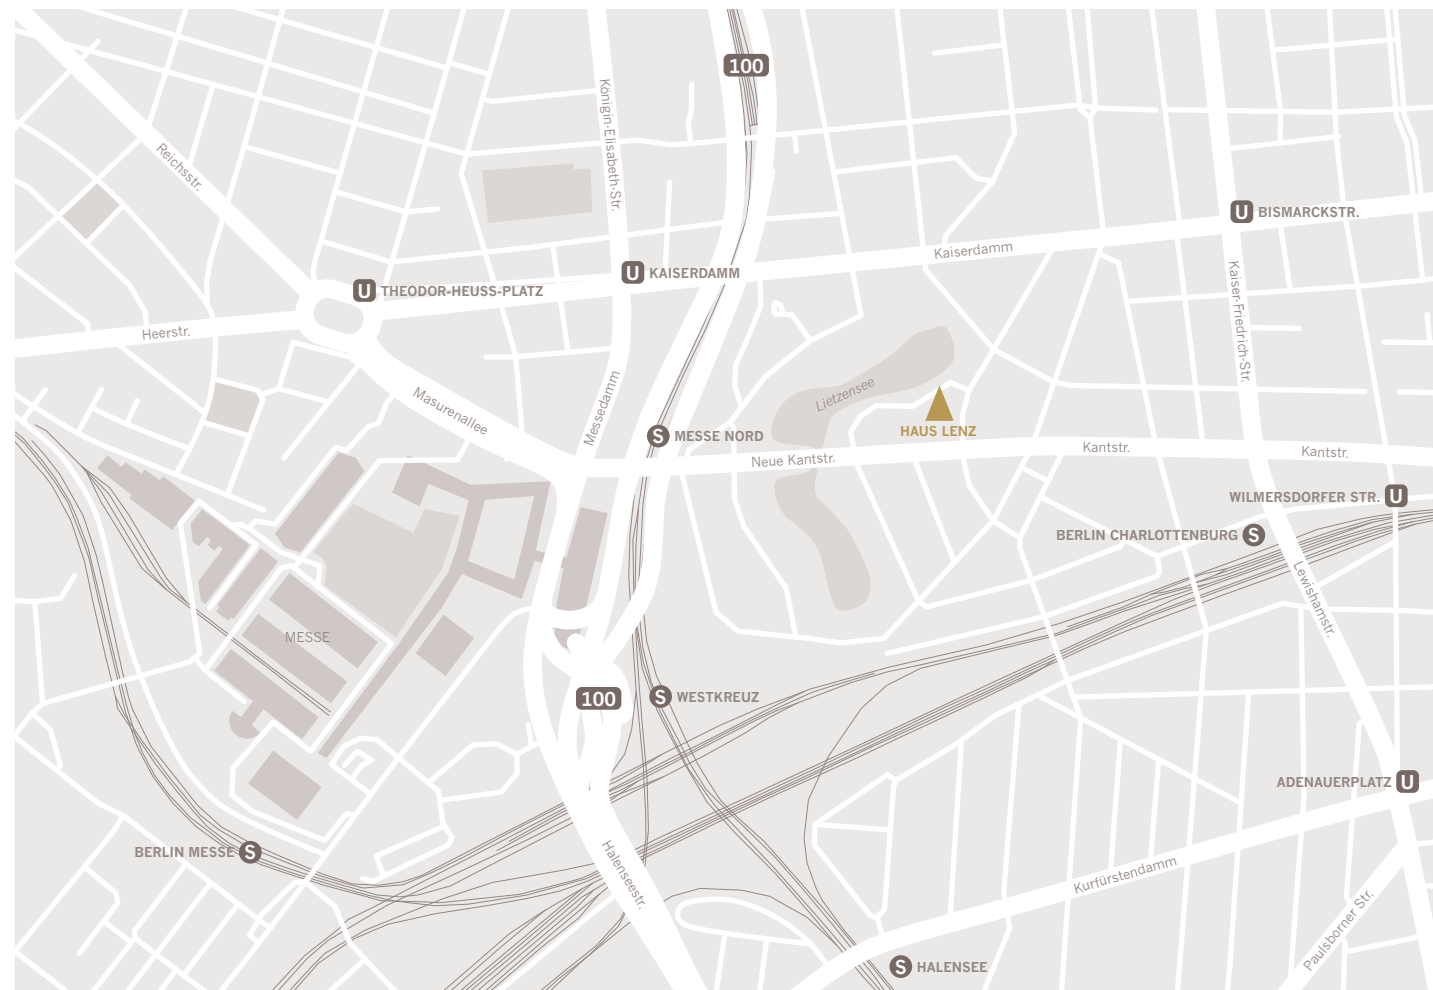 100
Königin-Elisabeth-Str.
Reichsstr.
U BISMARCKSTR.
Kaiserdamm
U KAISERDAMM
U THEODOR-HEUSS-PLATZ
Kaiser-Friedrich-Str.
Heerstr.
Masurenallee
Messedamm
Lietzensee
HAUS LENZ
S MESSE NORD
Neue Kantstr.
Kantstr.
Kantstr.
WILMERSDORFER STR. U
BERLIN CHARLOTTENBURG S
Lewishamstr.
MESSE
100
S WESTKREUZ
ADENAUERPLATZ U
BERLIN MESSE S
Halenseestr.
Kurfürstendamm
Paulsborner Str.
S HALENSEE